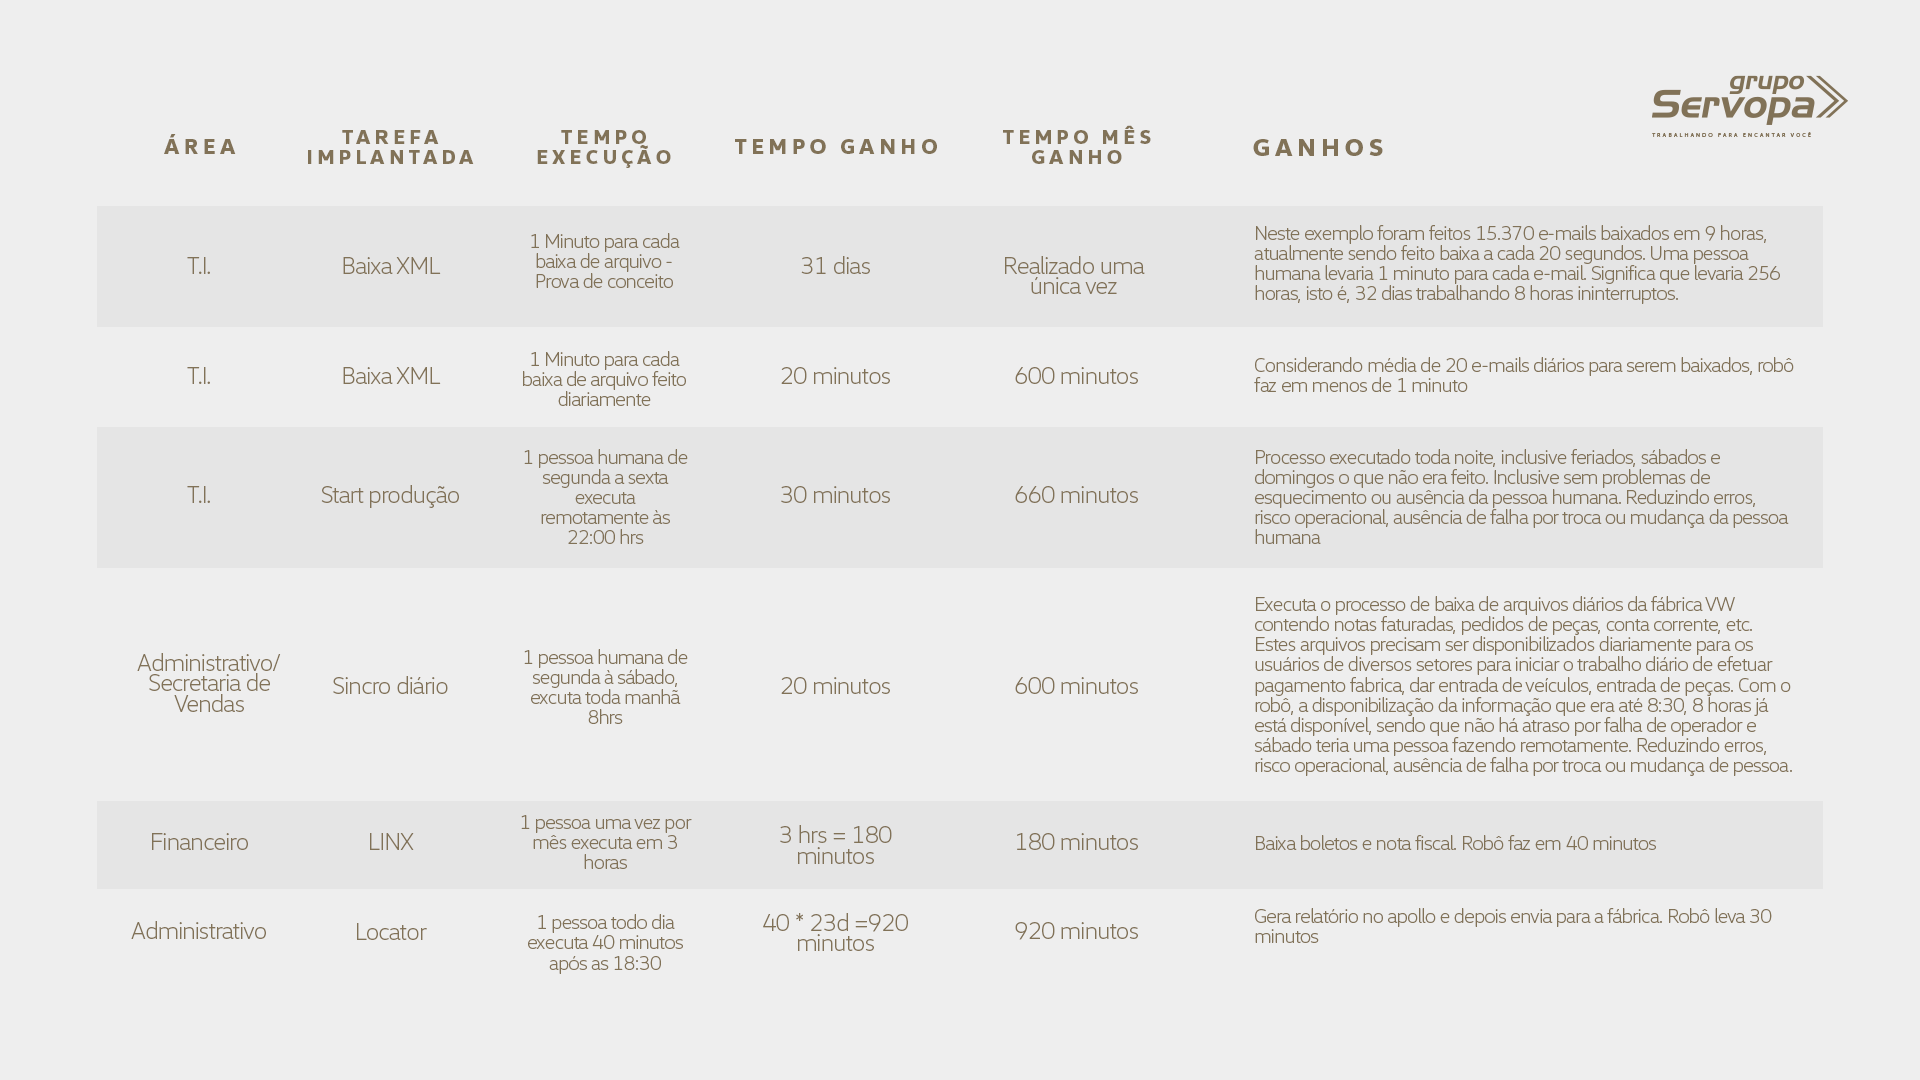 grupo
Servopa
TRABALHANDO PARA ENCANTAR VOCÊ
ÁREA
TAREFA
IMPLANTADA
TEMPO
EXECUÇÃO
TEMPO GANHO
TEMPO MÊS
GANHO
GANHOS
T.I.
Baixa XML
1 Minuto para cada
baixa de arquivo -
Prova de conceito
31 dias
Realizado uma
única vez
Neste exemplo foram feitos 15.370 e-mails baixados em 9 horas,
atualmente sendo feito baixa a cada 20 segundos. Uma pessoa
humana levaria 1 minuto para cada e-mail. Significa que levaria 256
horas, isto é, 32 dias trabalhando 8 horas ininterruptos.
T.I.
Baixa XML
1 Minuto para cada
baixa de arquivo feito
diariamente
20 minutos
600 minutos
Considerando média de 20 e-mails diários para serem baixados, robô
faz em menos de 1 minuto
T.I.
Start produção
1 pessoa humana de
segunda a sexta
executa
remotamente às
22:00 hrs
30 minutos
660 minutos
Processo executado toda noite, inclusive feriados, sábados e
domingos o que não era feito. Inclusive sem problemas de
esquecimento ou ausência da pessoa humana. Reduzindo erros,
risco operacional, ausência de falha por troca ou mudança da pessoa
humana
Administrativo/
Secretaria de
Vendas
Sincro diário
1 pessoa humana de
segunda à sábado,
excuta toda manhã
8hrs
20 minutos
600 minutos
Executa o processo de baixa de arquivos diários da fábrica VW
contendo notas faturadas, pedidos de peças, conta corrente, etc.
Estes arquivos precisam ser disponibilizados diariamente para os
usuários de diversos setores para iniciar o trabalho diário de efetuar
pagamento fabrica, dar entrada de veículos, entrada de peças. Com o
robô, a disponibilização da informação que era até 8:30, 8 horas já
está disponível, sendo que não há atraso por falha de operador e
sábado teria uma pessoa fazendo remotamente. Reduzindo erros,
risco operacional, ausência de falha por troca ou mudança de pessoa.
Financeiro
LINX
1 pessoa uma vez por
mês executa em 3
horas
3 hrs = 180
minutos
180 minutos
Baixa boletos e nota fiscal. Robô faz em 40 minutos
Administrativo
Locator
1 pessoa todo dia
executa 40 minutos
após as 18:30
40 * 23d =920
minutos
920 minutos
Gera relatório no apollo e depois envia para a fábrica. Robô leva 30
minutos